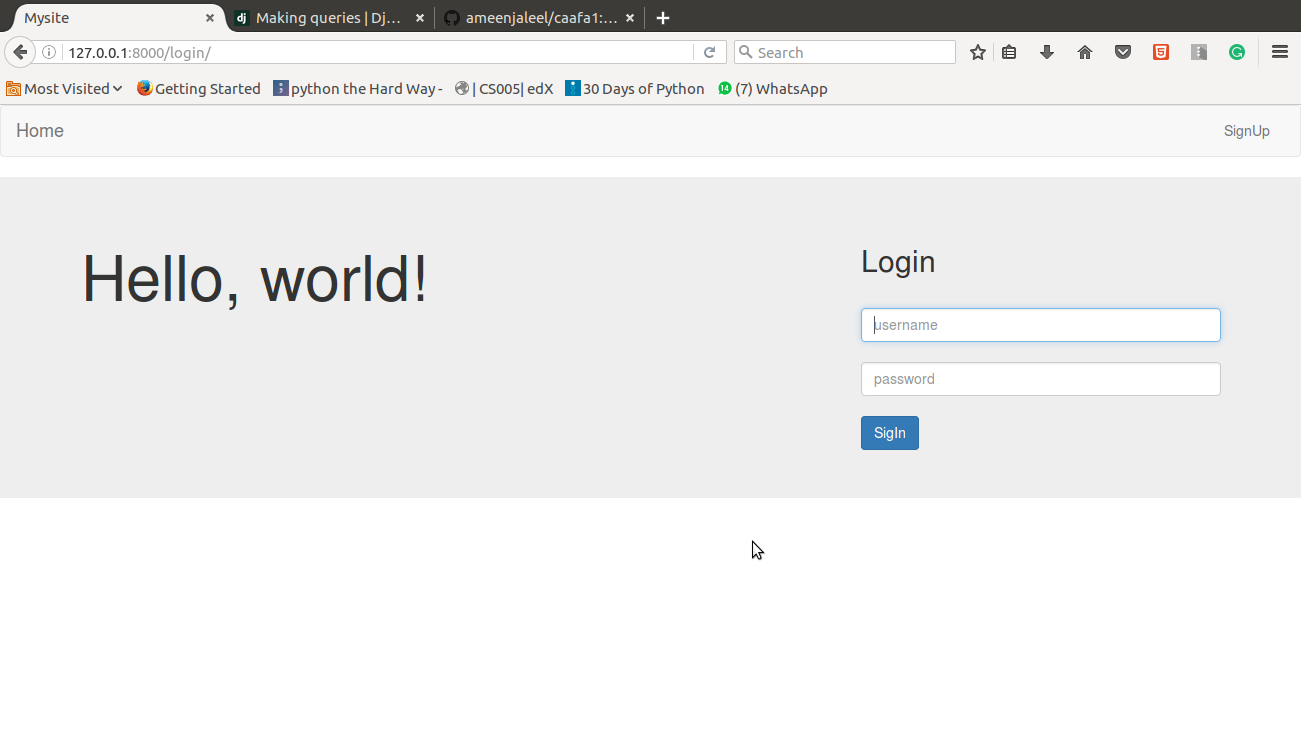 Mysite
Making queries | Dj...
ameenjaleel/caafa1:...
127.0.0.1:8000/login/
Search
Most Visited
Getting Started
python the Hard Way -
| CS005| edX
30 Days of Python
14
(7) WhatsApp
Home
SignUp
Hello, world!
Login
username
password
SigIn